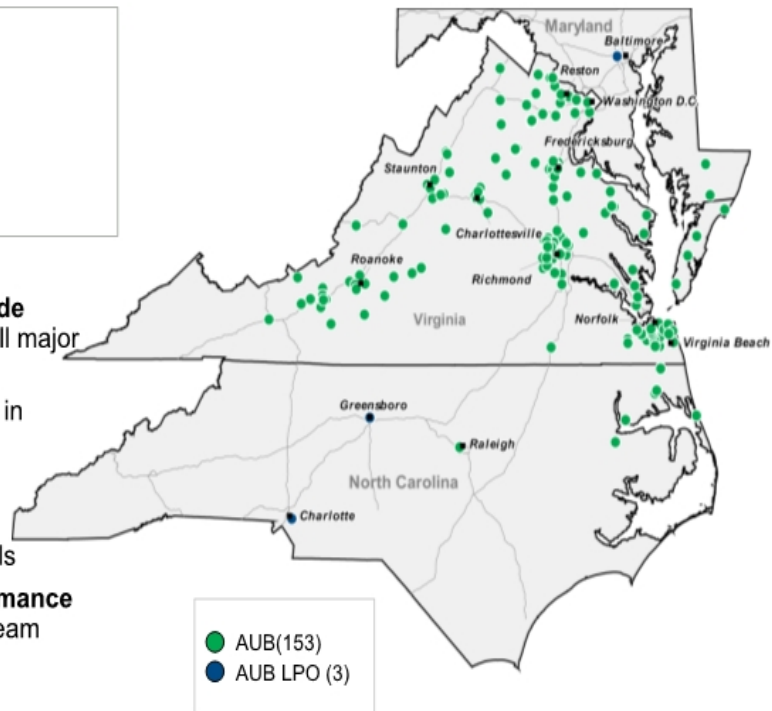 Maryland
Baltimore
Reston
Washington D.C.
Fredericksburg
Staunton
Charlottesville
Roanoke
Richmond
de
ll major
Virginia
Norfolk
Virginia Beach
in
Greensboro
Raleigh
North Carolina
Charlotte
ls
mance
eam
AUB(153)
AUB LPO (3)